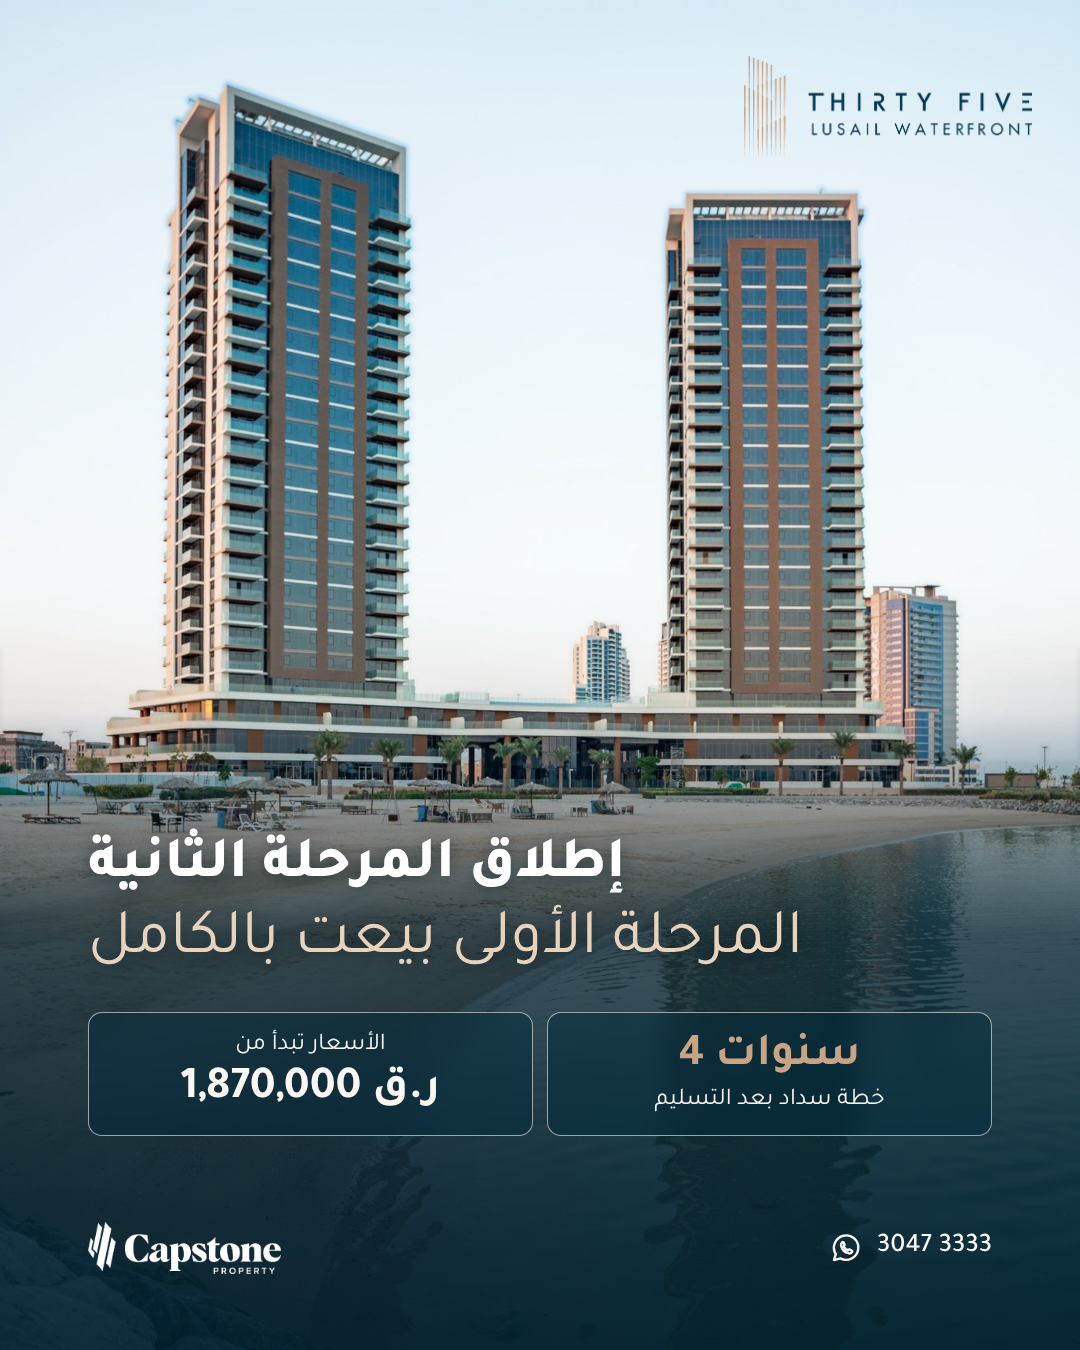 THIRTY FIVE
LUSAIL WATERFRONT
إطلاق المرحلة الثانية
المرحلة الأولى بيعت بالكامل
4 سنوات
خطة سداد بعد التسليم
الأسعار تبدأ من
ر.ق 1,870,000
Capstone
PROPERTY
3047 3333